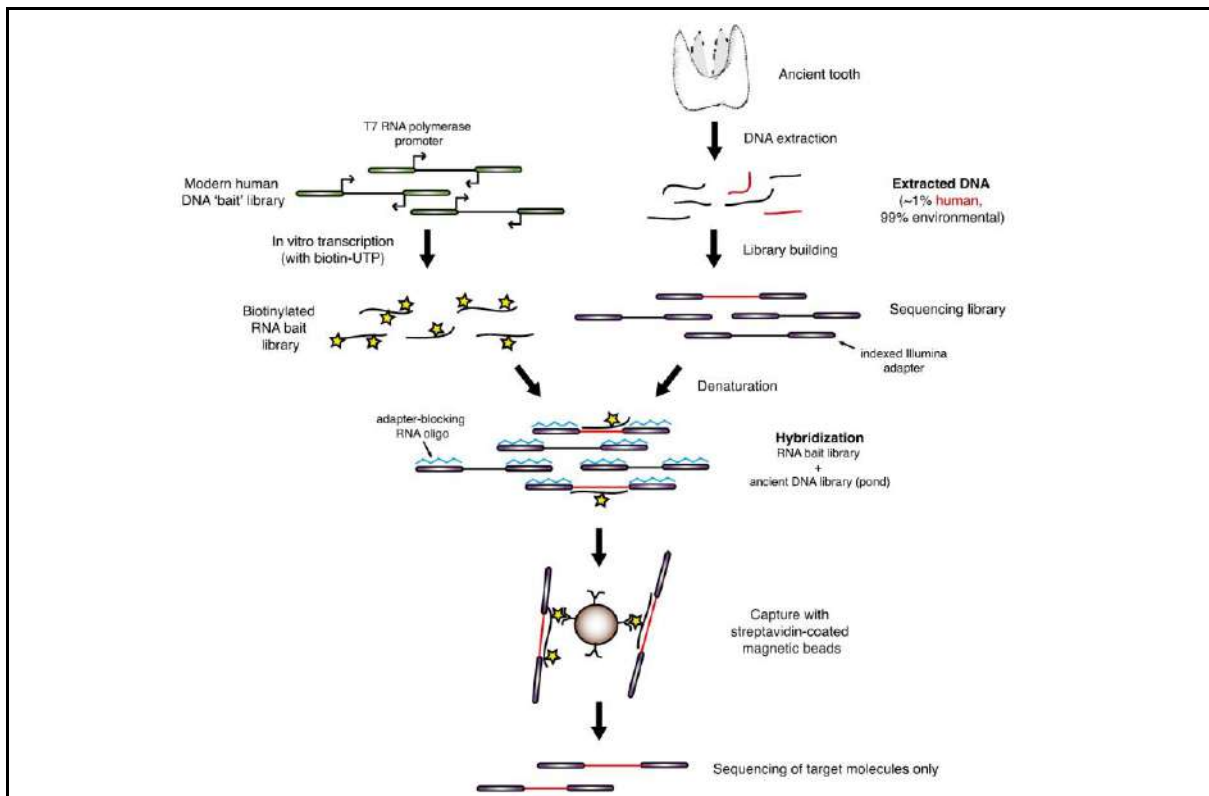 Ancient tooth
DNA extraction
T7 RNA polymerase
promoter
Modern human
DNA 'bait' library
Extracted DNA
(~1% human,
99% environmental)
In vitro transcription
(with biotin-UTP)
Library building
Biotinylated
RNA bait
library
Sequencing library
indexed Illumina
adapter
Denaturation
adapter-blocking
RNA oligo
Hybridization
RNA bait library
+
ancient DNA library (pond)
Capture with
streptavidin-coated
magnetic beads
Sequencing of target molecules only